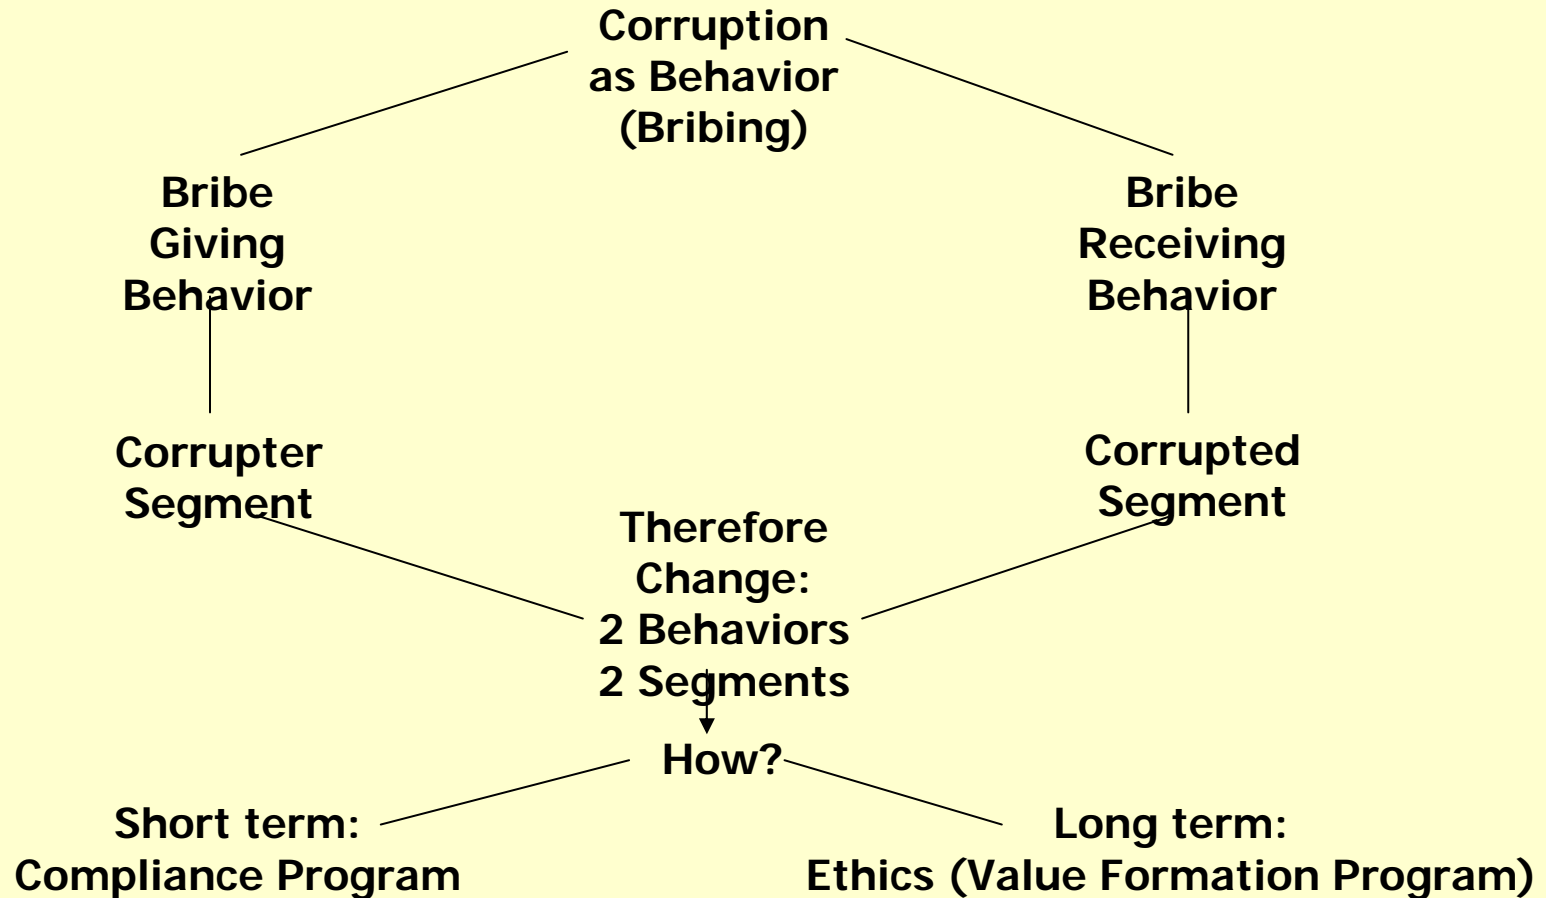 Corruption
as Behavior
(Bribing)
Bribe
Giving
Behavior
Bribe
Receiving
Behavior
Corrupter
Segment
Corrupted
Segment
Therefore
Change:
2 Behaviors
2 Segments
How?
Short term:
Compliance Program
Long term:
Ethics (Value Formation Program)